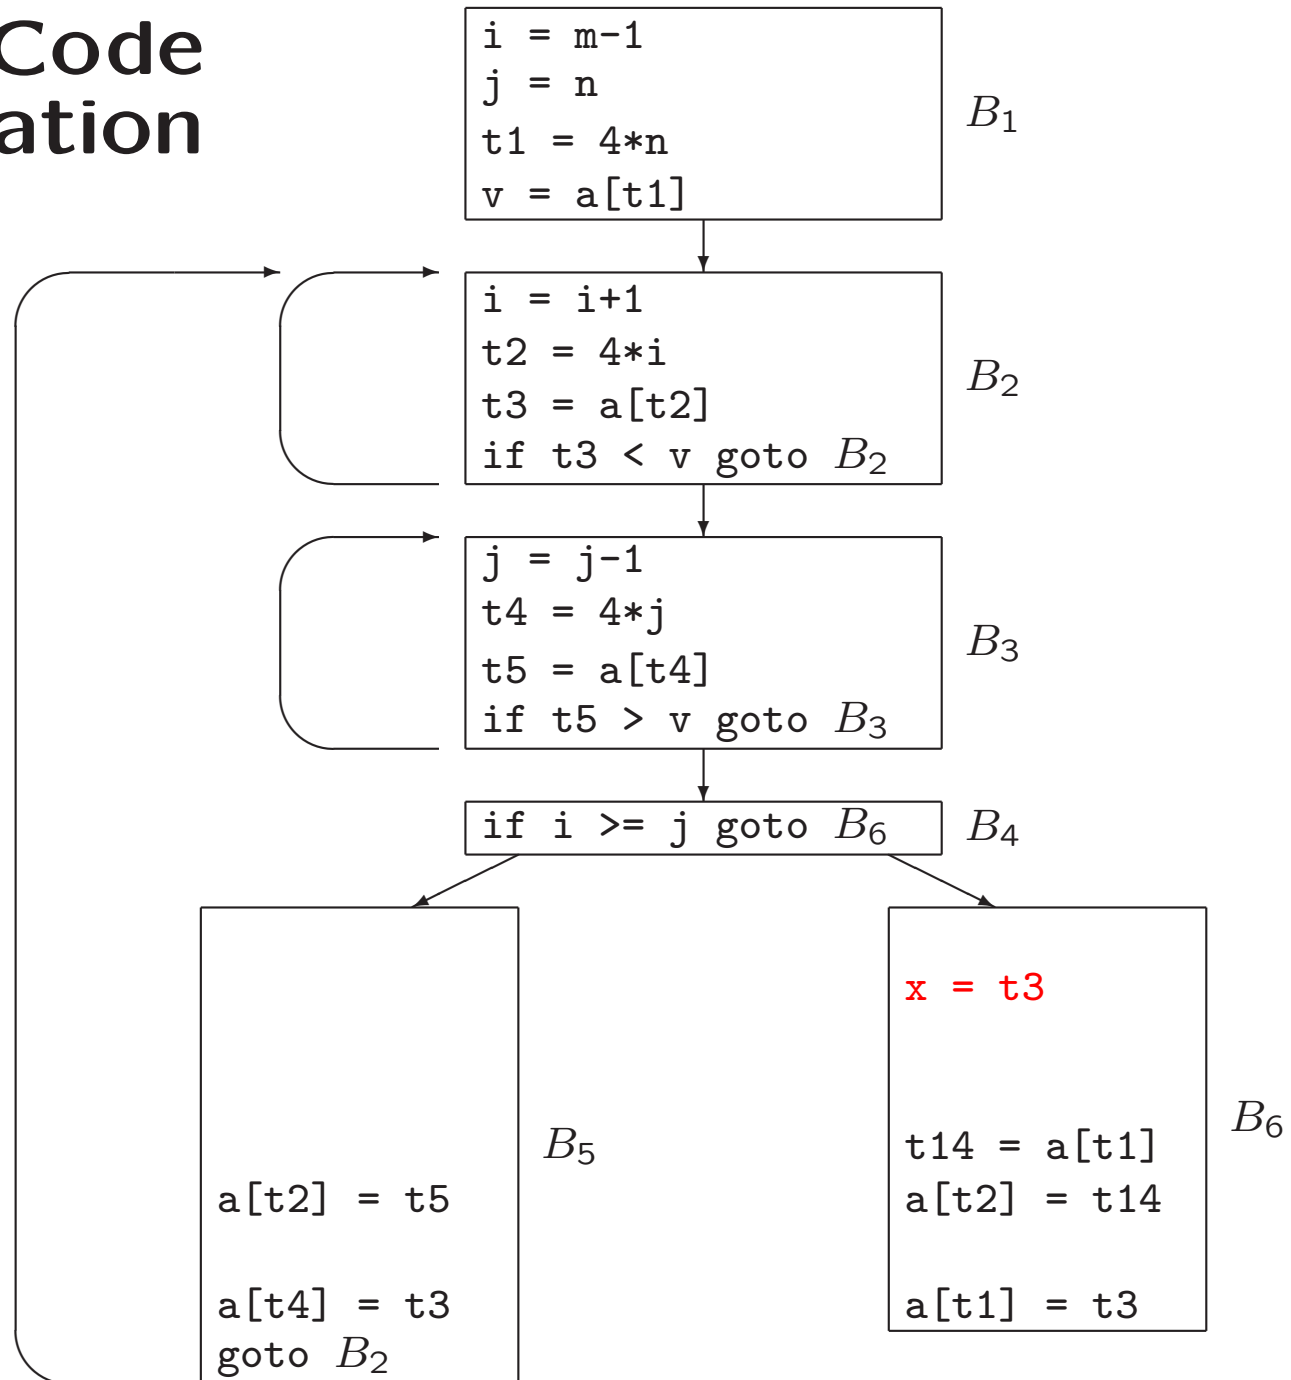 Code
ation
i = m-1
j = n
t1 = 4*n
v = a[t1]
B₁
i = i+1
t2 = 4*i
t3 = a[t2]
if t3 < v goto B₂
B₂
j = j-1
t4 = 4*j
t5 = a[t4]
if t5 > v goto B₃
B₃
if i >= j goto B₆
B₄
a[t2] = t5
a[t4] = t3
goto B₂
B₅
x = t3
t14 = a[t1]
a[t2] = t14
a[t1] = t3
B₆